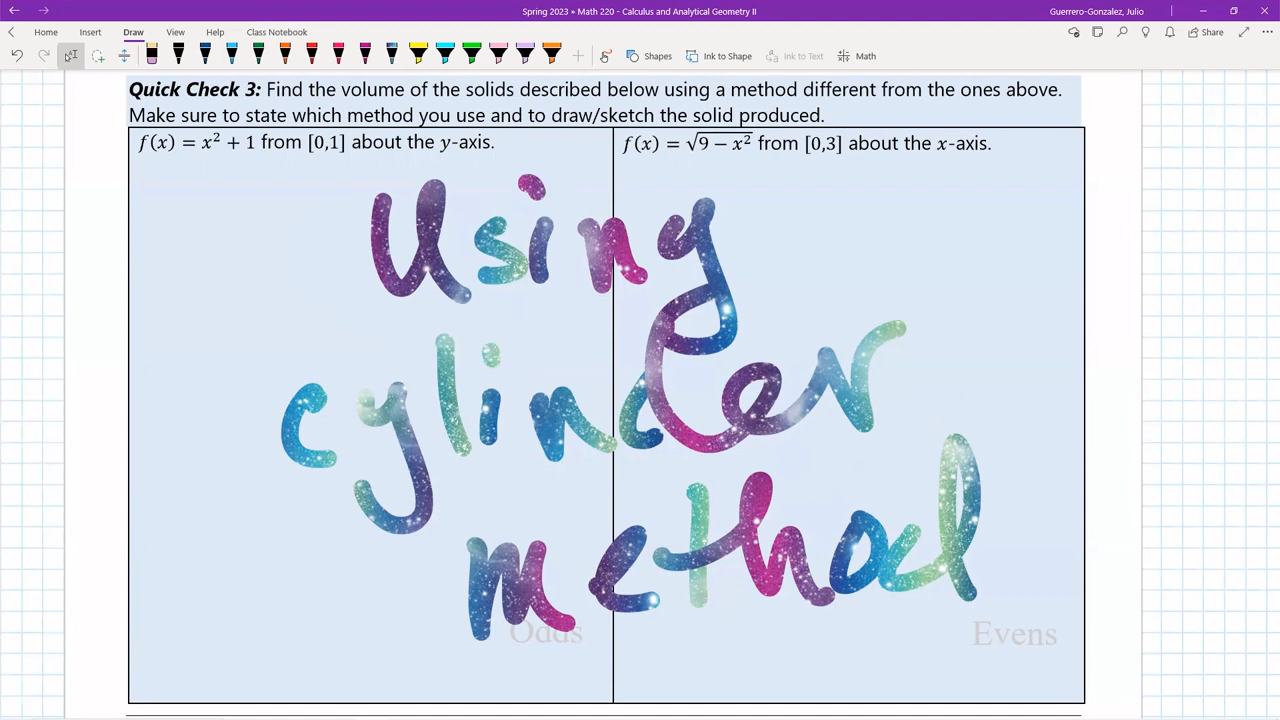 Spring 2023 » Math 220 - Calculus and Analytical Geometry II
Guerrero-Gonzalez, Julio
Home Insert Draw View Help Class Notebook
Share
Shapes Ink to Shape Ink to Text Math
Quick Check 3: Find the volume of the solids described below using a method different from the ones above.
Make sure to state which method you use and to draw/sketch the solid produced.
f(x) = x² + 1 from [0,1] about the y-axis.
f(x) = √(9 − x²) from [0,3] about the x-axis.
Using
cylinder
method
Odds
Evens